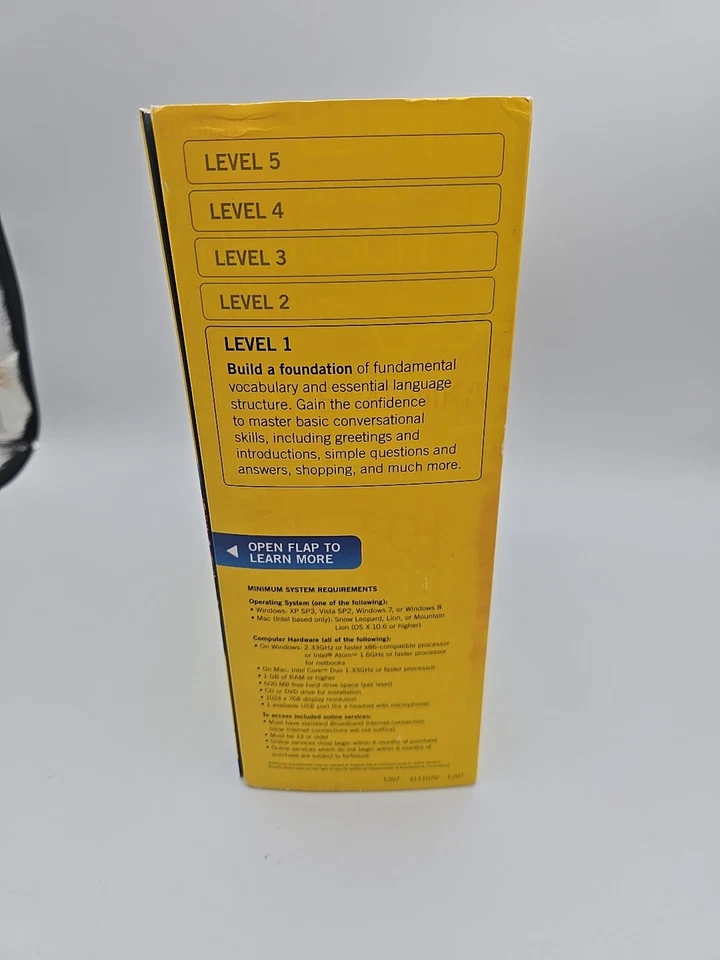 LEVEL 5
LEVEL 4
LEVEL 3
LEVEL 2
LEVEL 1
Build a foundation of fundamental
vocabulary and essential language
structure. Gain the confidence
to master basic conversational
skills, including greetings and
introductions, simple questions and
answers, shopping, and much more.
OPEN FLAP TO
LEARN MORE
MINIMUM SYSTEM REQUIREMENTS
Operating System (one of the following):
• Windows: XP SP3, Vista SP2, Windows 7, or Windows 8
• Mac (Intel based only): Snow Leopard, Lion, or Mountain
Lion (OS X 10.6 or higher)
Computer Hardware (all of the following):
• On Windows: 2.33GHz or faster x86-compatible processor
or Intel® Atom™ 1.6GHz or faster processor
for netbooks
• On Mac: Intel Core™ Duo 1.33GHz or faster processor
• 1 GB of RAM or higher
• 600 MB free hard drive space (per level)
• CD or DVD drive for installation
• 1024 x 768 display resolution
• 1 available USB port (for a headset with microphone)
To access included online services:
• Must have standard Broadband Internet connection
(slow Internet connections will not suffice)
• Must be 13 or older
• Online services must begin within 6 months of purchase
• Online services which do not begin within 6 months of
purchase are subject to forfeiture